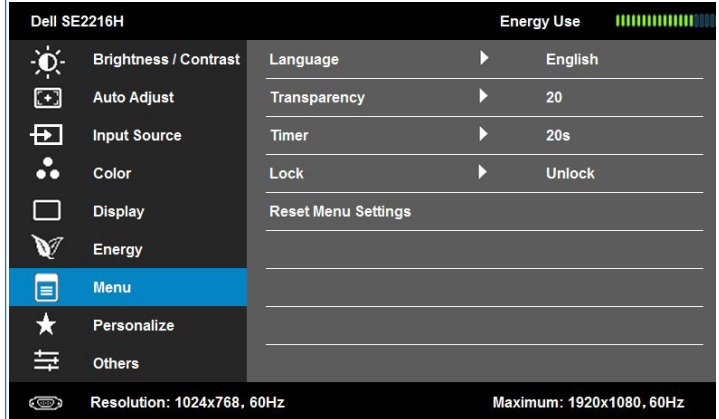 Dell SE2216H Energy Use
Brightness / Contrast Language English
Auto Adjust Transparency 20
Input Source Timer 20s
Color Lock Unlock
Display Reset Menu Settings
Energy
Menu
Personalize
Others
Resolution: 1024x768, 60Hz Maximum: 1920x1080, 60Hz